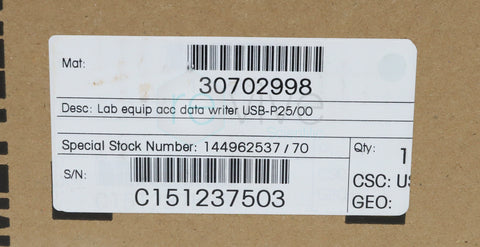 Mat:
30702998
Desc: Lab equip acc data writer USB-P25/00
Special Stock Number: 144962537 / 70
Qty:
1
S/N:
C151237503
CSC: US
GEO: